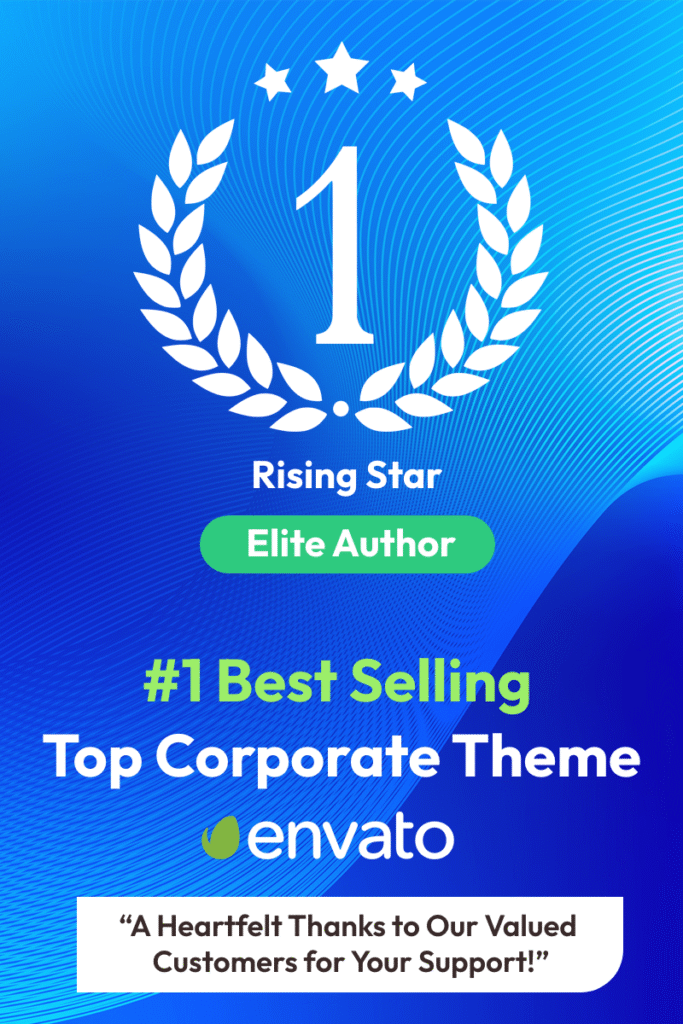 1
Rising Star
Elite Author
#1 Best Selling
Top Corporate Theme
envato
“A Heartfelt Thanks to Our Valued
Customers for Your Support!”